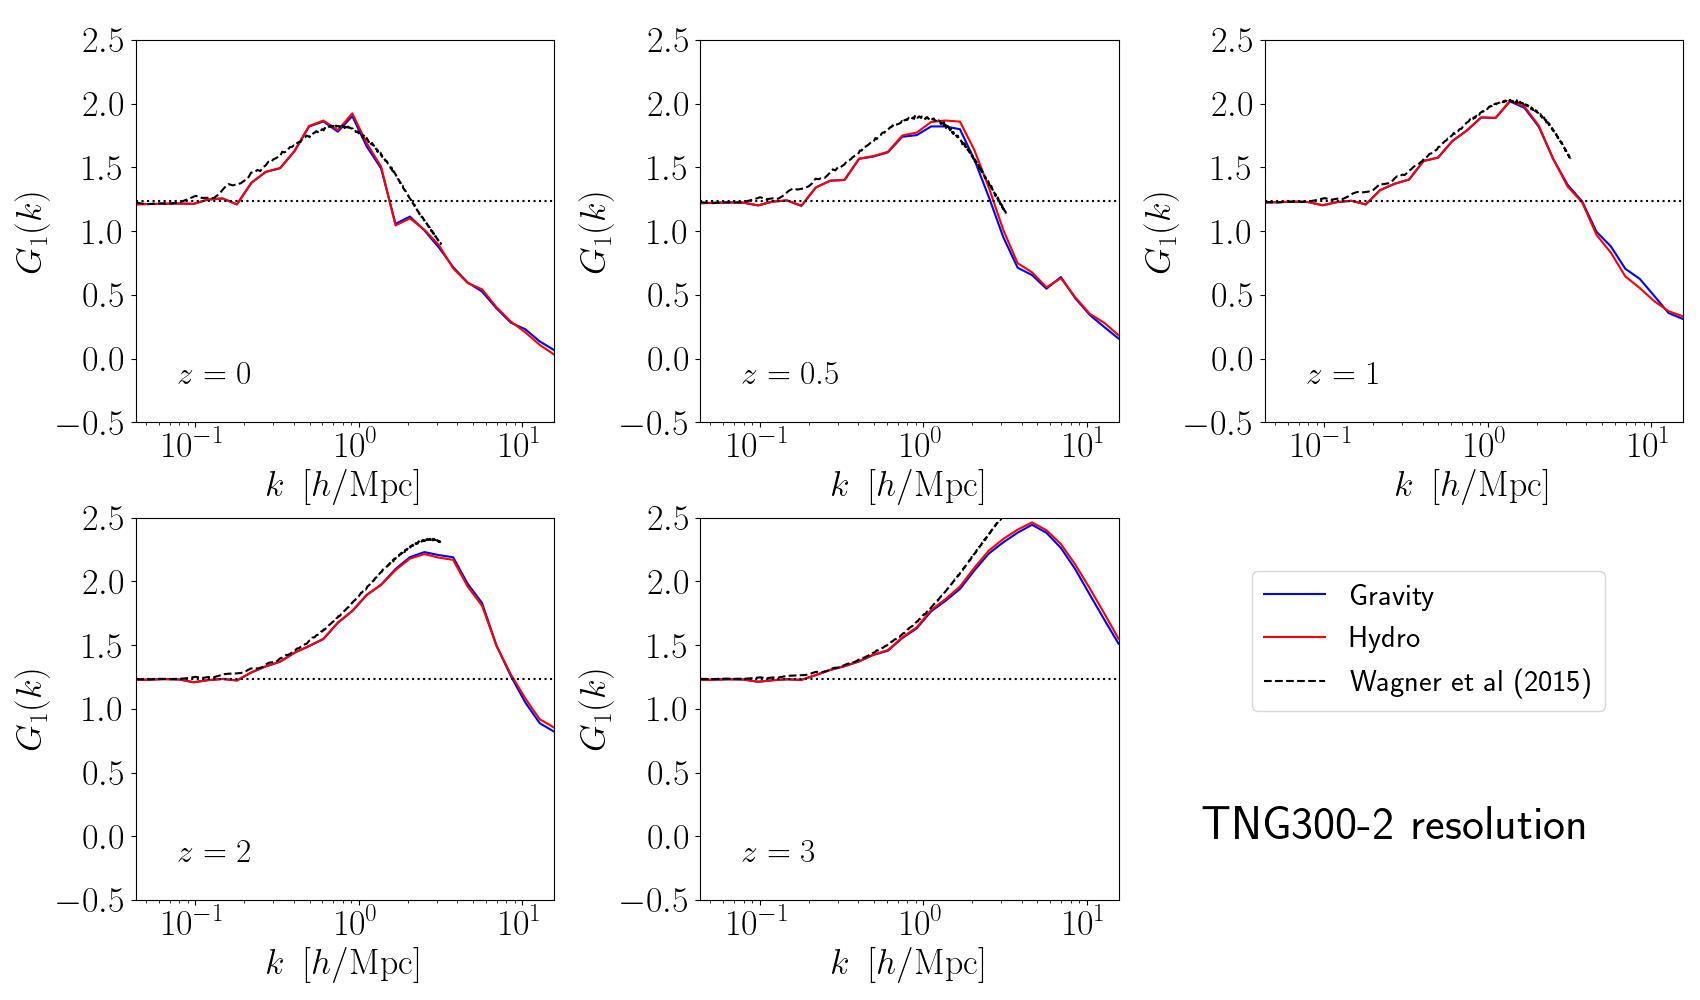 2.5 2.5 2.5
2.0 2.0 2.0
1.5 1.5 1.5
G₁(k) 1.0 G₁(k) 1.0 G₁(k) 1.0
0.5 0.5 0.5
0.0 0.0 0.0
z = 0 z = 0.5 z = 1
−0.5 −0.5 −0.5
10⁻¹ 10⁰ 10¹ 10⁻¹ 10⁰ 10¹ 10⁻¹ 10⁰ 10¹
k [h/Mpc] k [h/Mpc] k [h/Mpc]
2.5 2.5
2.0 2.0 Gravity
1.5 1.5 Hydro
G₁(k) 1.0 G₁(k) 1.0 Wagner et al (2015)
0.5 0.5
0.0 0.0 TNG300-2 resolution
z = 2 z = 3
−0.5 −0.5
10⁻¹ 10⁰ 10¹ 10⁻¹ 10⁰ 10¹
k [h/Mpc] k [h/Mpc]